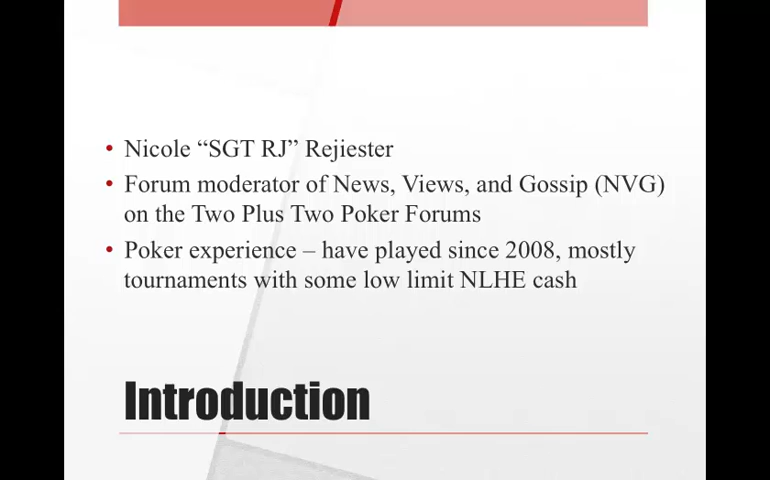 • Nicole “SGT RJ” Rejiester
• Forum moderator of News, Views, and Gossip (NVG)
on the Two Plus Two Poker Forums
• Poker experience – have played since 2008, mostly
tournaments with some low limit NLHE cash
Introduction